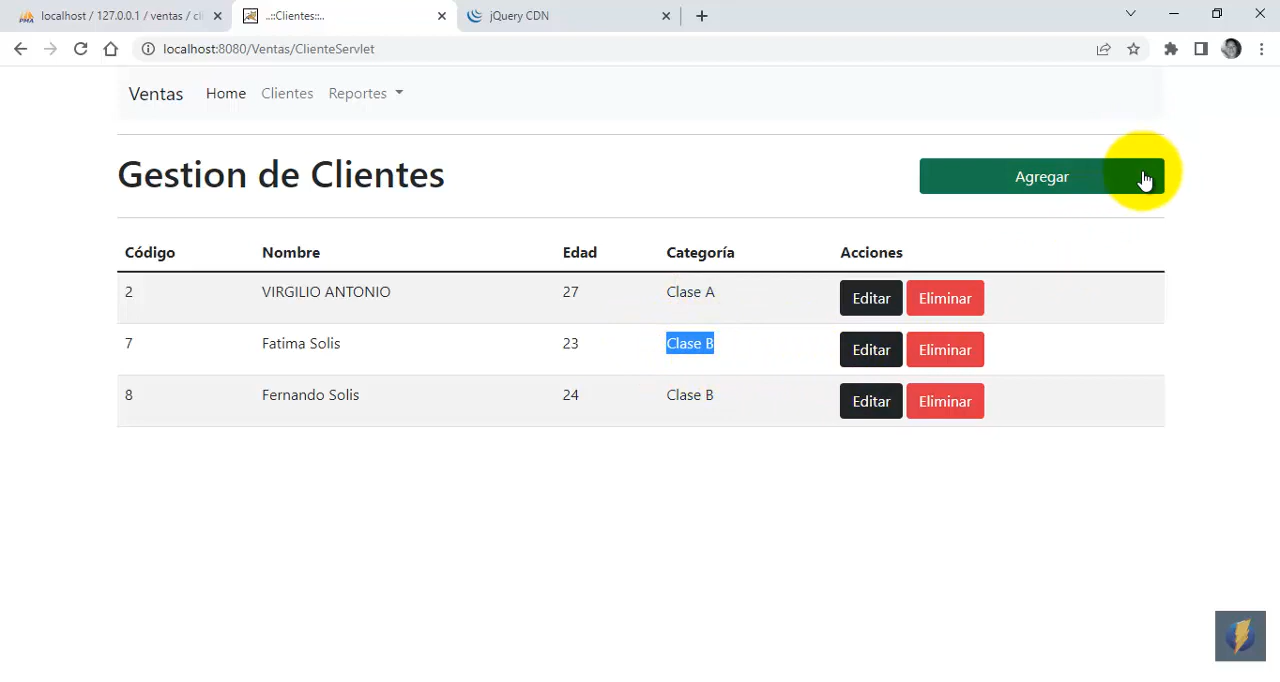 localhost / 127.0.0.1 / ventas / cli
..::Clientes::..
jQuery CDN
localhost:8080/Ventas/ClienteServlet
Ventas Home Clientes Reportes
Gestion de Clientes
Agregar
Código Nombre Edad Categoría Acciones
2 VIRGILIO ANTONIO 27 Clase A Editar Eliminar
7 Fatima Solis 23 Clase B Editar Eliminar
8 Fernando Solis 24 Clase B Editar Eliminar